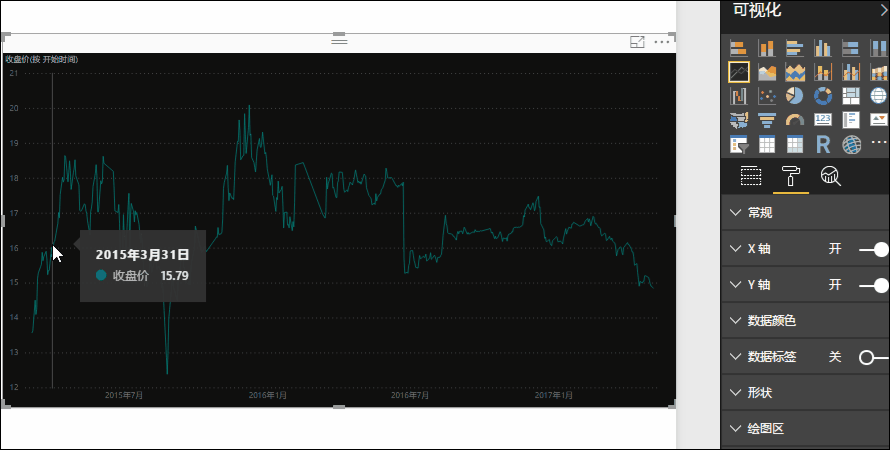 可视化
收盘价(按 开始时间)
21
20
19
18
17
16
15
14
13
12
2015年7月
2016年1月
2016年7月
2017年1月
2015年3月31日
收盘价 15.79
123
R
常规
X 轴 开
Y 轴 开
数据颜色
数据标签 关
形状
绘图区